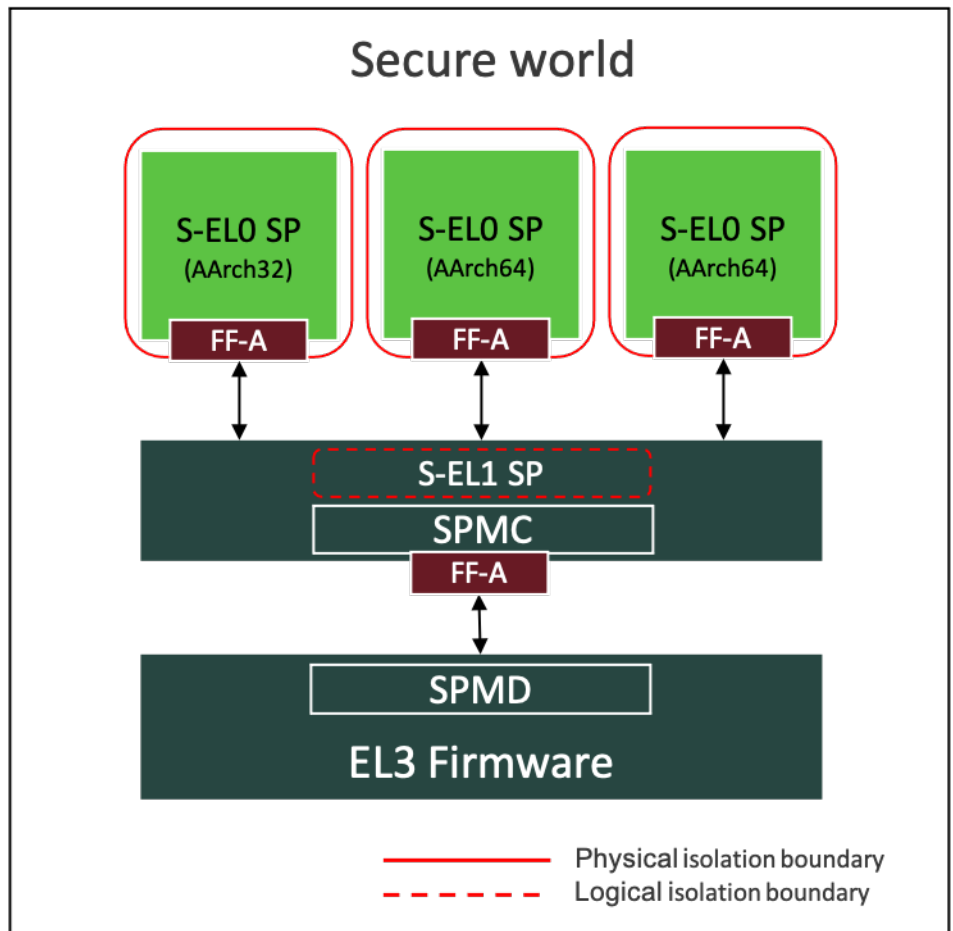 Secure world
S-EL0 SP
(AArch32)
S-EL0 SP
(AArch64)
S-EL0 SP
(AArch64)
FF-A
FF-A
FF-A
S-EL1 SP
SPMC
FF-A
SPMD
EL3 Firmware
Physical isolation boundary
Logical isolation boundary